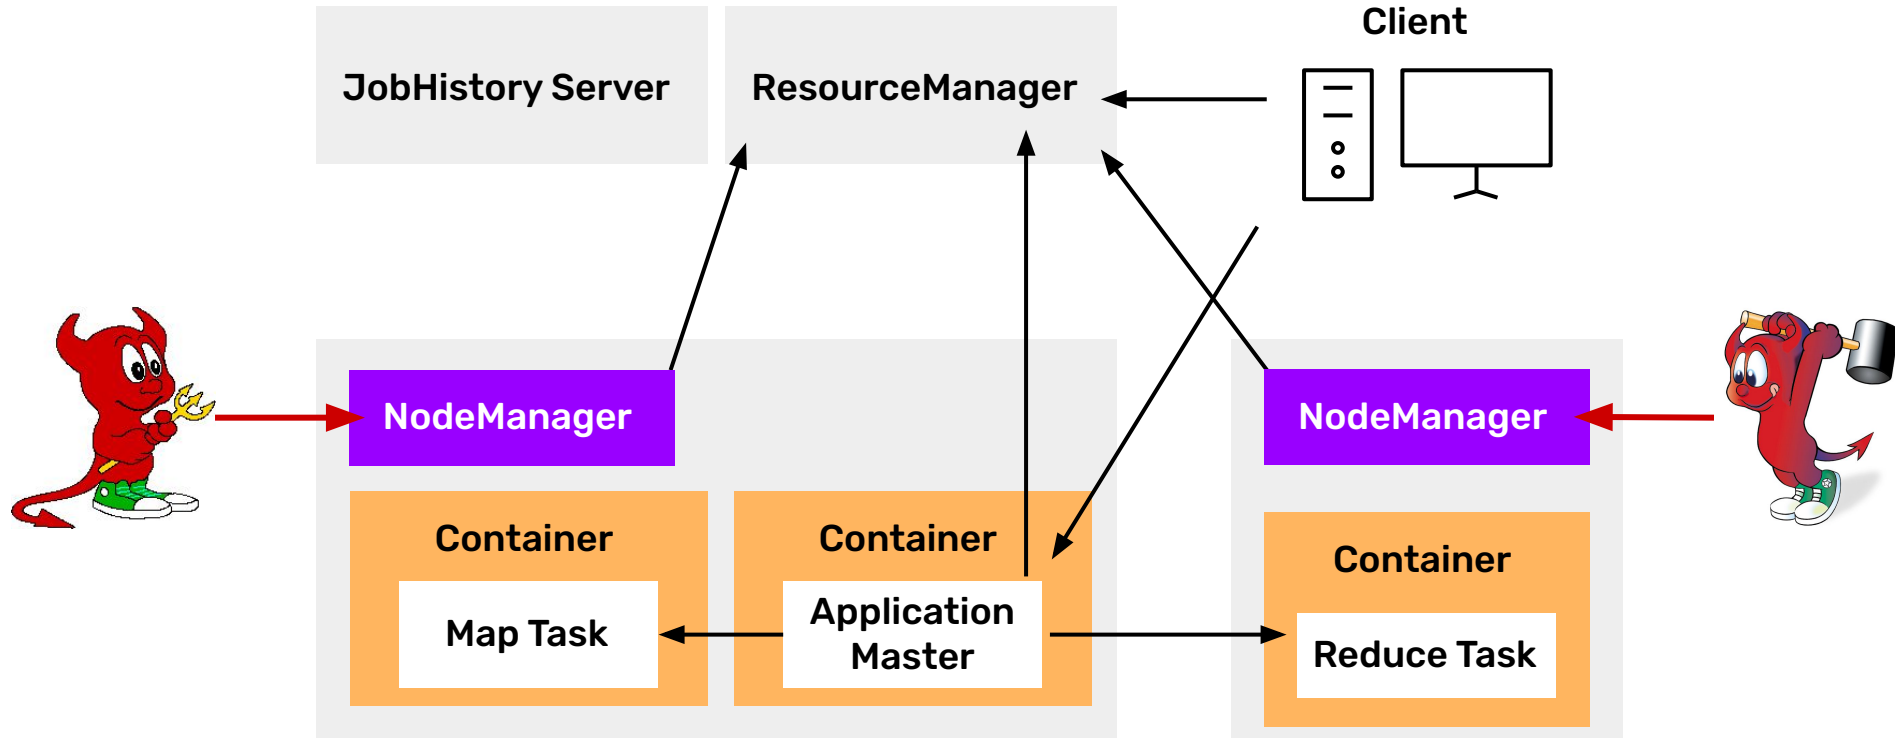 Client
JobHistory Server
ResourceManager
NodeManager
NodeManager
Container
Container
Container
Map Task
Application
Master
Reduce Task